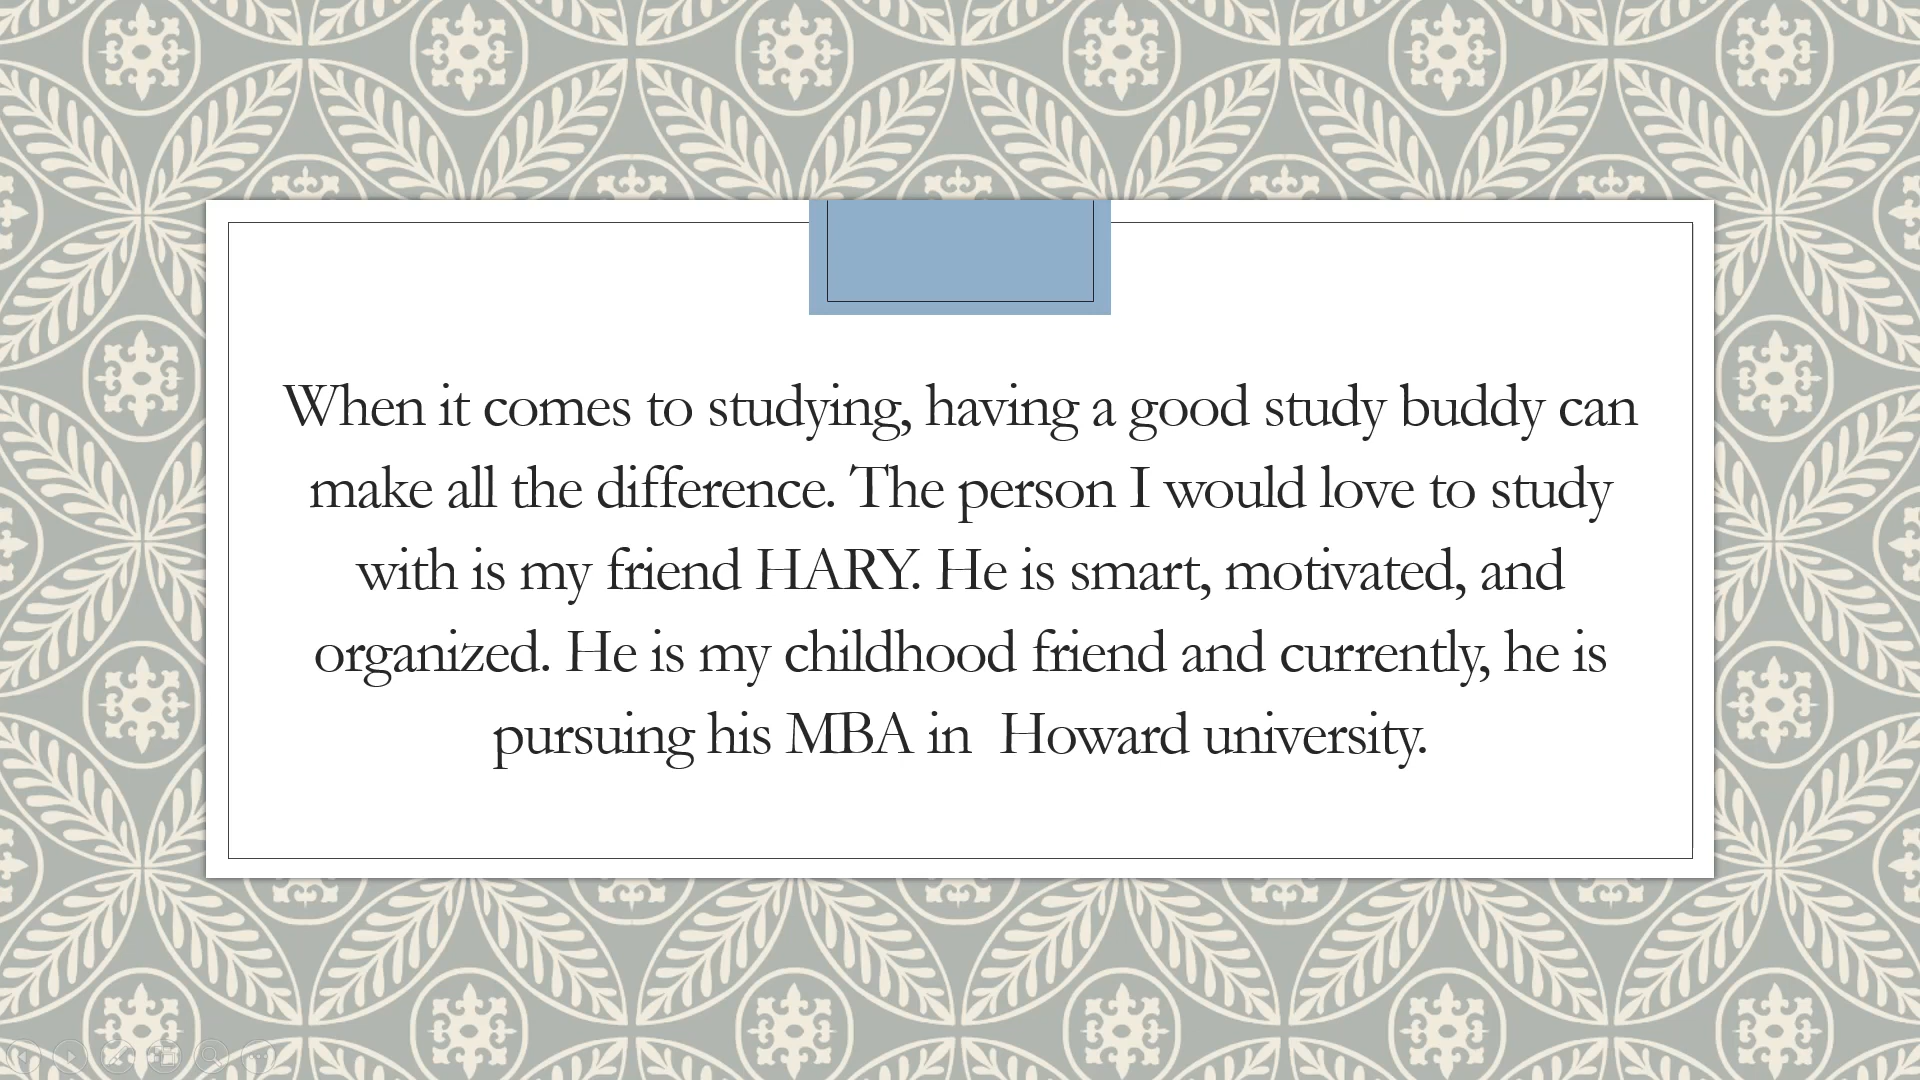 When it comes to studying, having a good study buddy can
make all the difference. The person I would love to study
with is my friend HARY. He is smart, motivated, and
organized. He is my childhood friend and currently, he is
pursuing his MBA in  Howard university.